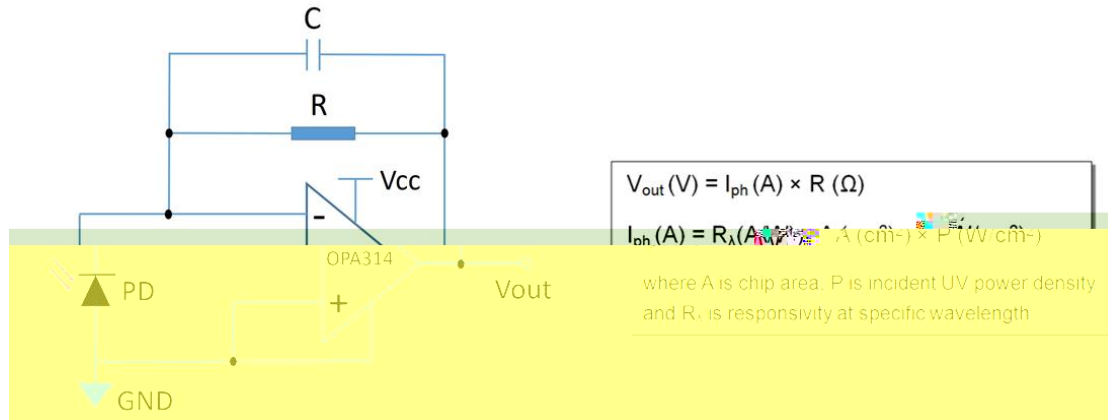 C
R
Vcc
-
OPA314
PD
+
Vout
GND
Vout (V) = Iph (A) × R (Ω)
Iph (A) = Rλ(A A (cm²) × P (W/cm²)
where A is chip area, P is incident UV power density
and Rλ is responsivity at specific wavelength